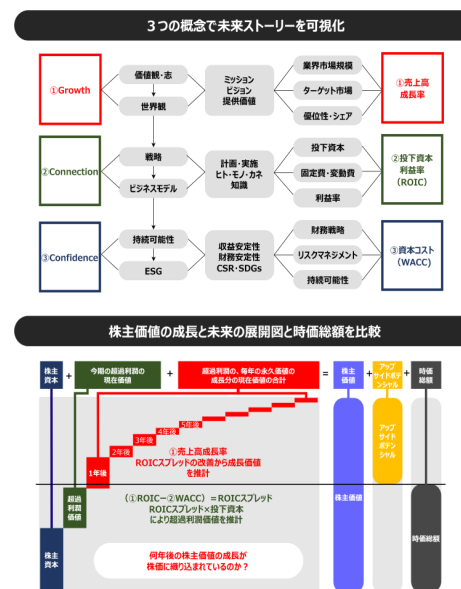 ３つの概念で未来ストーリーを可視化
①Growth
価値観・志
世界観
ミッション
ビジョン
提供価値
業界市場規模
ターゲット市場
優位性・シェア
①売上高
成長率
②Connection
戦略
ビジネスモデル
計画・実施
ヒト・モノ・カネ
知識
投下資本
固定費・変動費
利益率
②投下資本
利益率
（ROIC）
③Confidence
持続可能性
ESG
収益安定性
財務安定性
CSR・SDGs
財務戦略
リスクマネジメント
持続可能性
③資本コスト
（WACC)
株主価値の成長と未来の展開図と時価総額を比較
株主
資本
+
今期の超過利潤の
現在価値
+
超過利潤の、毎年の永久価値の
成長分の現在価値の合計
=
株主
価値
+
アップ
サイドポテ
ンシャル
+
時価
総額
5年後
4年後
3年後
2年後
1年後
①売上高成長率
ROICスプレッドの改善から成長価値
を推計
アップ
サイド
ポテン
シャル
超過
利潤
価値
（①ROICー②WACC）＝ROICスプレッド
ROICスプレッド×投下資本
により超過利潤価値を推計
株主価値
時価総額
株主
資本
何年後の株主価値の成長が
株価に織り込まれているのか？